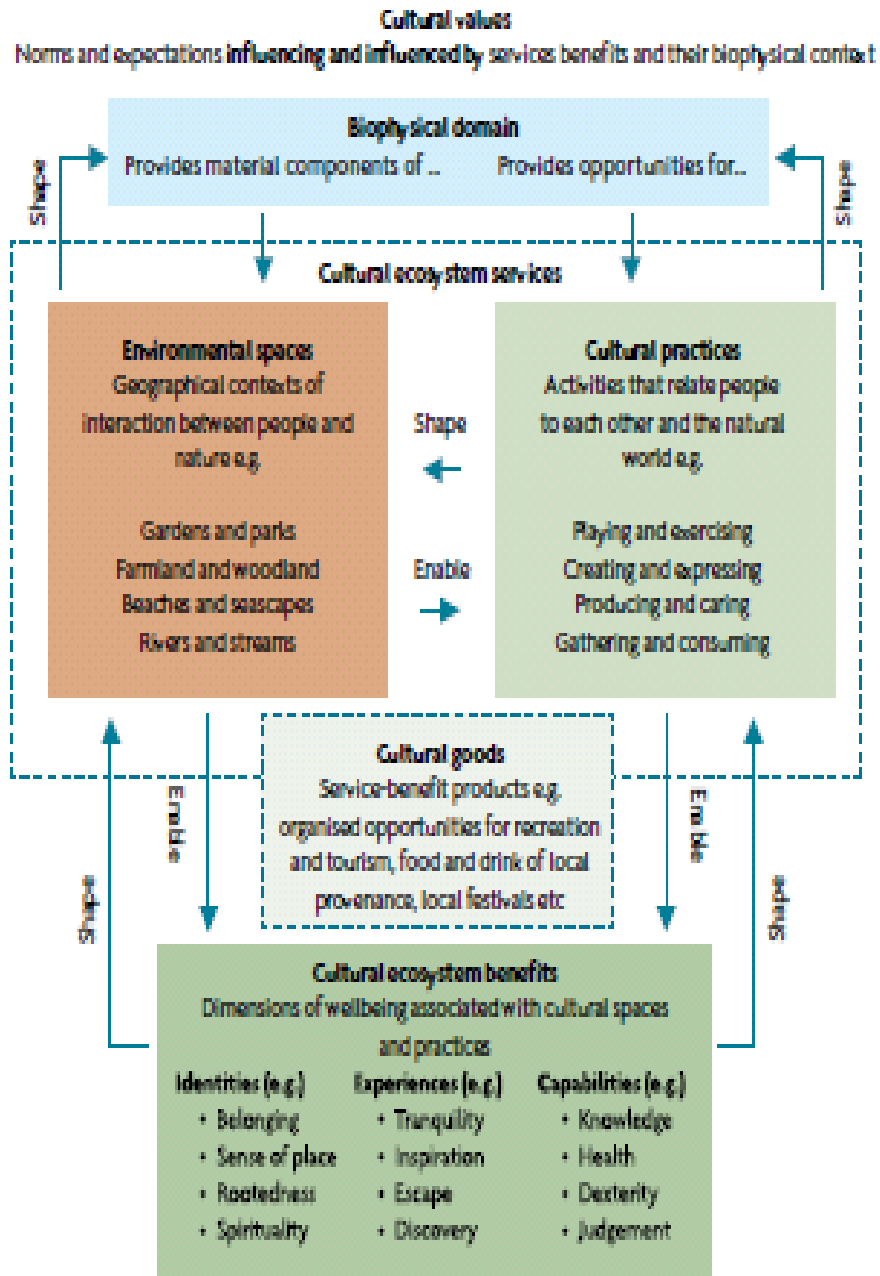 Cultural values
Norms and expectations influencing and influenced by services benefits and their biophysical context
Biophysical domain
Provides material components of ...
Provides opportunities for...
Shape
Shape
Cultural ecosystem services
Environmental spaces
Geographical contexts of
interaction between people and
nature e.g.
Gardens and parks
Farmland and woodland
Beaches and seascapes
Rivers and streams
Shape
Enable
Cultural practices
Activities that relate people
to each other and the natural
world e.g.
Playing and exercising
Creating and expressing
Producing and caring
Gathering and consuming
Cultural goods
Service-benefit products e.g.
organised opportunities for recreation
and tourism, food and drink of local
provenance, local festivals etc
Enable
Enable
Shape
Shape
Cultural ecosystem benefits
Dimensions of wellbeing associated with cultural spaces
and practices
Identities (e.g.)
• Belonging
• Sense of place
• Rootedness
• Spirituality
Experiences (e.g.)
• Tranquility
• Inspiration
• Escape
• Discovery
Capabilities (e.g.)
• Knowledge
• Health
• Dexterity
• Judgement